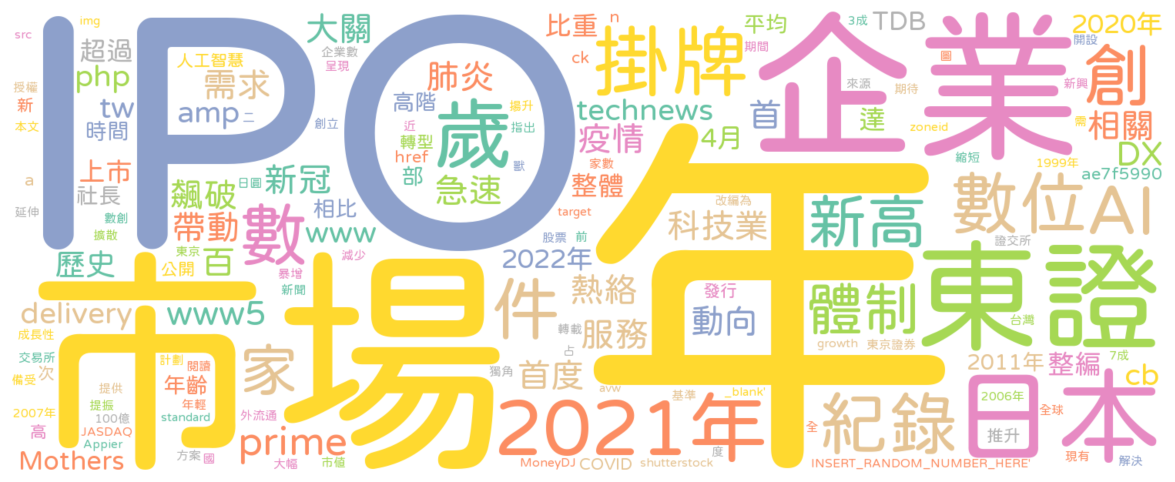 IPO
市場
年
企業
2021年
東證
日本
掛牌
歲
數
數位
AI
件
家
創
新高
體制
紀錄
首度
服務
熱絡
科技業
prime
大關
超過
php
tw
時間
上市
社長
img
src
授權
新
本文
a
延伸
人工智慧
需求
amp
二
企業數
呈現
創立
飆破
日圓
新冠
帶動
相比
www
減少
數創
擴散
東京
百
歷史
公開
暴增
新聞
www5
delivery
成長性
交易所
備受
次
2007年
高
計劃
閱讀
年齡
年輕
提供
提振
100億
JASDAQ
Appier
standard
Mothers
方案
國
外流通
大幅
市值
肺炎
高階
擴升
近
轉型
指出
href
部
獸
急速
比重
n
ck
technews
疫情
家數
整體
target
股票
前
2022年
轉載
占
獨角
avw
MoneyDJ
COVID
shutterstock
平均
期間
首
4月
3成
TDB
達
來源
期待
圖
zoneid
縮短
2020年
開設
新興
需
相關
1999年
DX
ae7f5990
改編為
證交所
發行
動向
growth
東京證券
台灣
2011年
7成
整編
cb
基準
_blank'
2006年
推升
全球
全
度
INSERT_RANDOM_NUMBER_HERE'
現有
解決